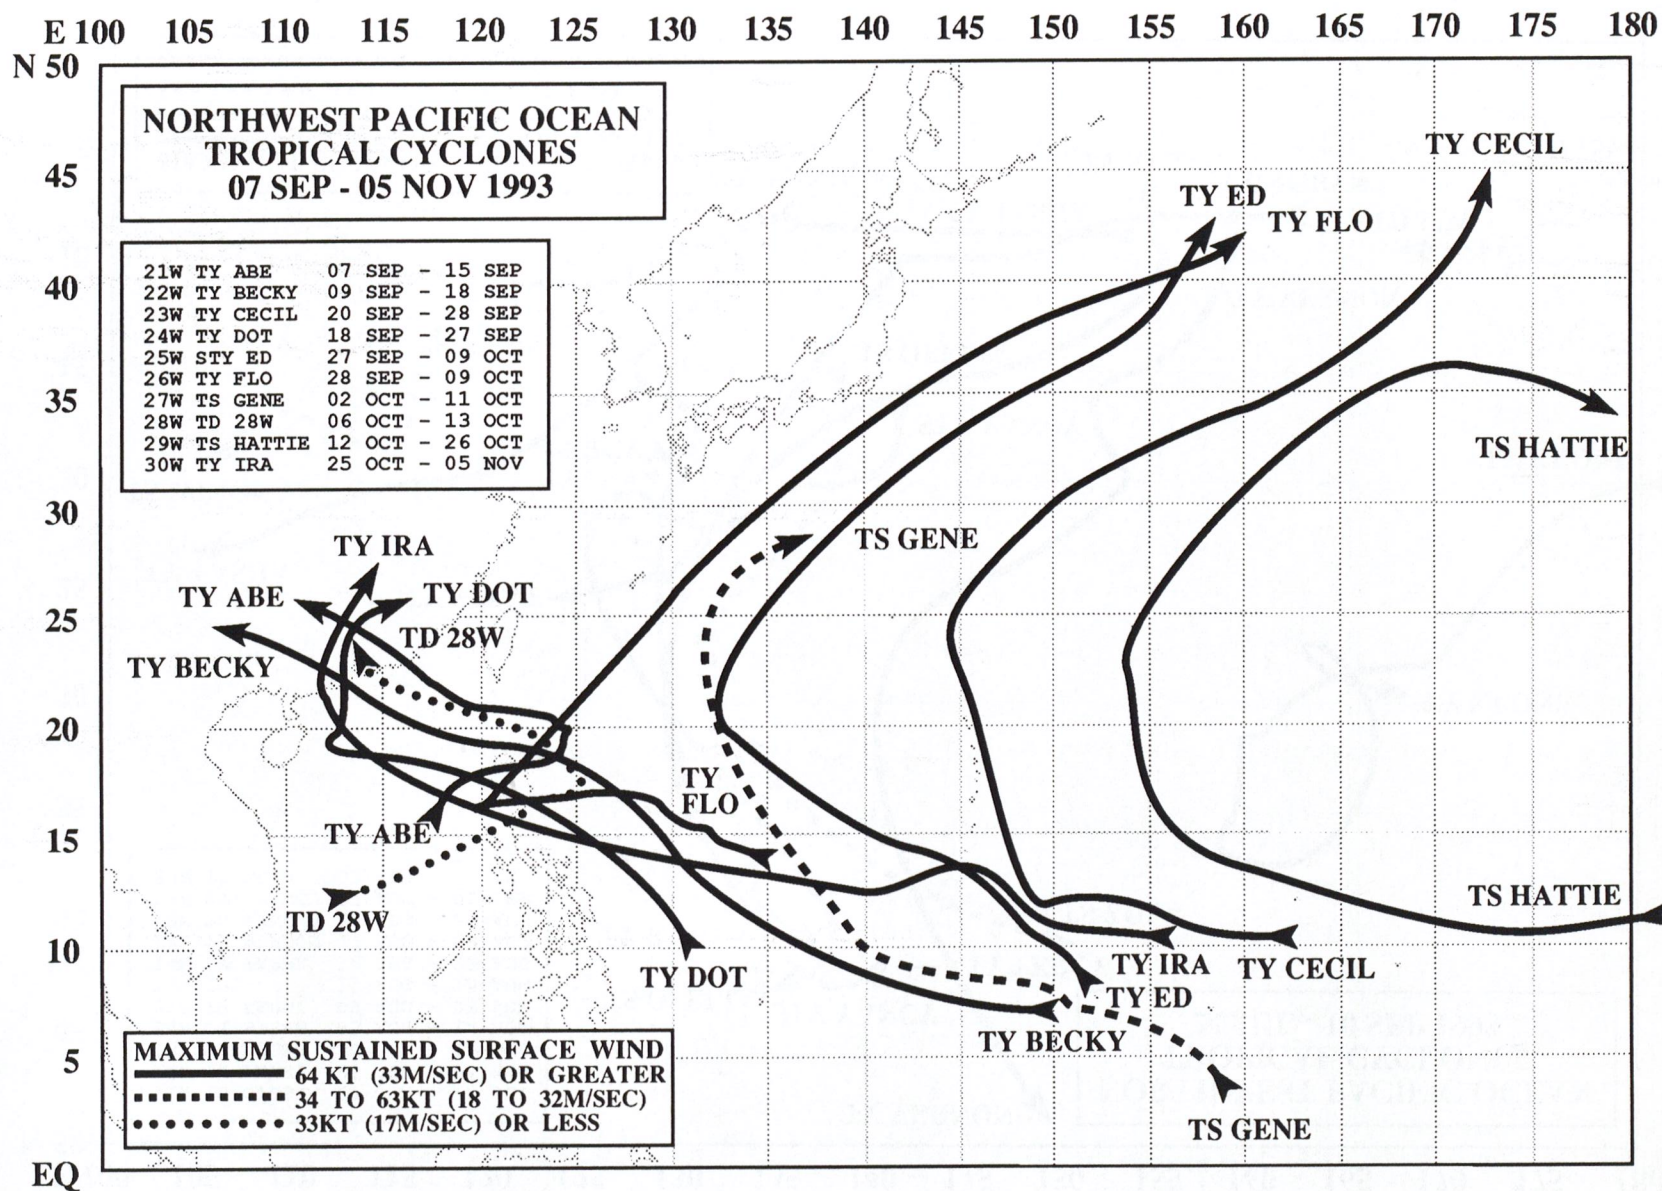 E 100 105 110 115 120 125 130 135 140 145 150 155 160 165 170 175 180
N 50
NORTHWEST PACIFIC OCEAN
TROPICAL CYCLONES
07 SEP - 05 NOV 1993
TY CECIL
45
TY ED
TY FLO
21W TY ABE 07 SEP - 15 SEP
22W TY BECKY 09 SEP - 18 SEP
40
23W TY CECIL 20 SEP - 28 SEP
24W TY DOT 18 SEP - 27 SEP
25W STY ED 27 SEP - 09 OCT
26W TY FLO 28 SEP - 09 OCT
35
27W TS GENE 02 OCT - 11 OCT
28W TD 28W 06 OCT - 13 OCT
29W TS HATTIE 12 OCT - 26 OCT
30W TY IRA 25 OCT - 05 NOV
TS HATTIE
30
TY IRA
TS GENE
TY ABE
TY DOT
25
TD 28W
TY BECKY
20
TY
FLO
15
TY ABE
TS HATTIE
TD 28W
10
TY DOT
TY IRA
TY CECIL
TY ED
TY BECKY
5
MAXIMUM SUSTAINED SURFACE WIND
64 KT (33M/SEC) OR GREATER
34 TO 63KT (18 TO 32M/SEC)
33KT (17M/SEC) OR LESS
TS GENE
EQ